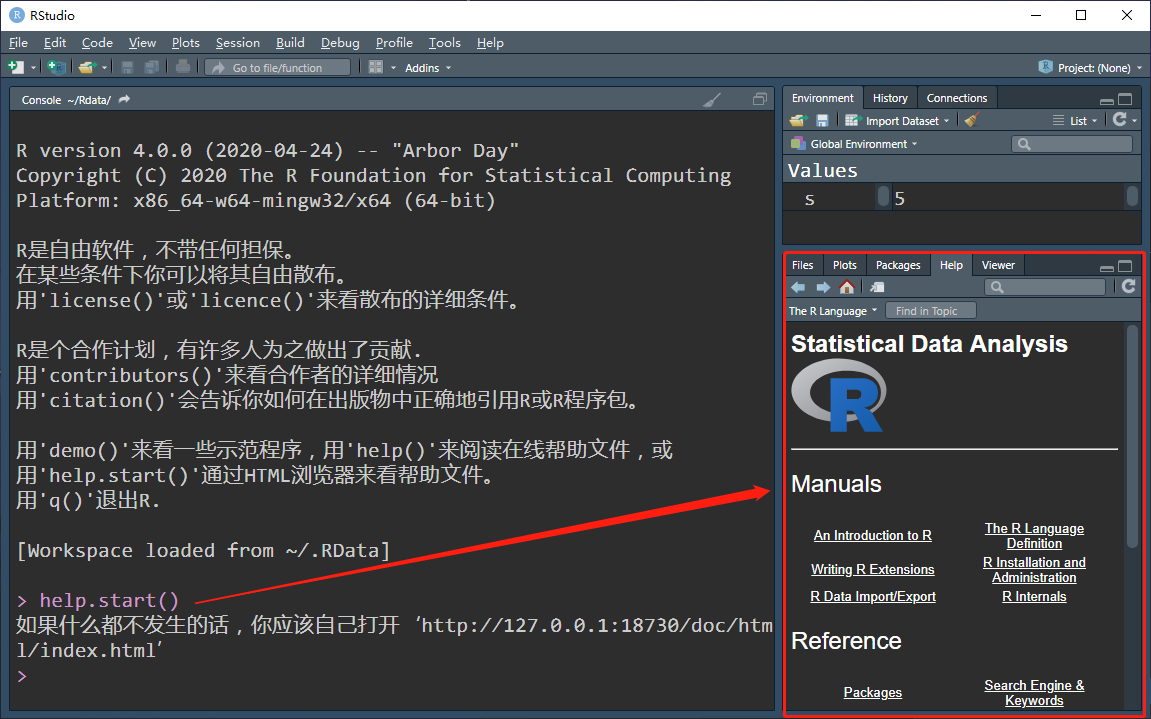 RStudio
File Edit Code View Plots Session Build Debug Profile Tools Help
Go to file/function Addins Project: (None)
Console ~/Rdata/
R version 4.0.0 (2020-04-24) -- "Arbor Day"
Copyright (C) 2020 The R Foundation for Statistical Computing
Platform: x86_64-w64-mingw32/x64 (64-bit)
R是自由软件，不带任何担保。
在某些条件下你可以将其自由散布。
用'license()'或'licence()'来看散布的详细条件。
R是个合作计划，有许多人为之做出了贡献.
用'contributors()'来看合作者的详细情况
用'citation()'会告诉你如何在出版物中正确地引用R或R程序包。
用'demo()'来看一些示范程序，用'help()'来阅读在线帮助文件，或
用'help.start()'通过HTML浏览器来看帮助文件。
用'q()'退出R.
[Workspace loaded from ~/.RData]
> help.start()
如果什么都不发生的话，你应该自己打开‘http://127.0.0.1:18730/doc/htm
l/index.html’
>
Environment History Connections
Import Dataset List
Global Environment
Values
s 5
Files Plots Packages Help Viewer
The R Language Find in Topic
Statistical Data Analysis
R
Manuals
An Introduction to R
The R Language
Definition
Writing R Extensions
R Installation and
Administration
R Data Import/Export
R Internals
Reference
Packages
Search Engine &
Keywords